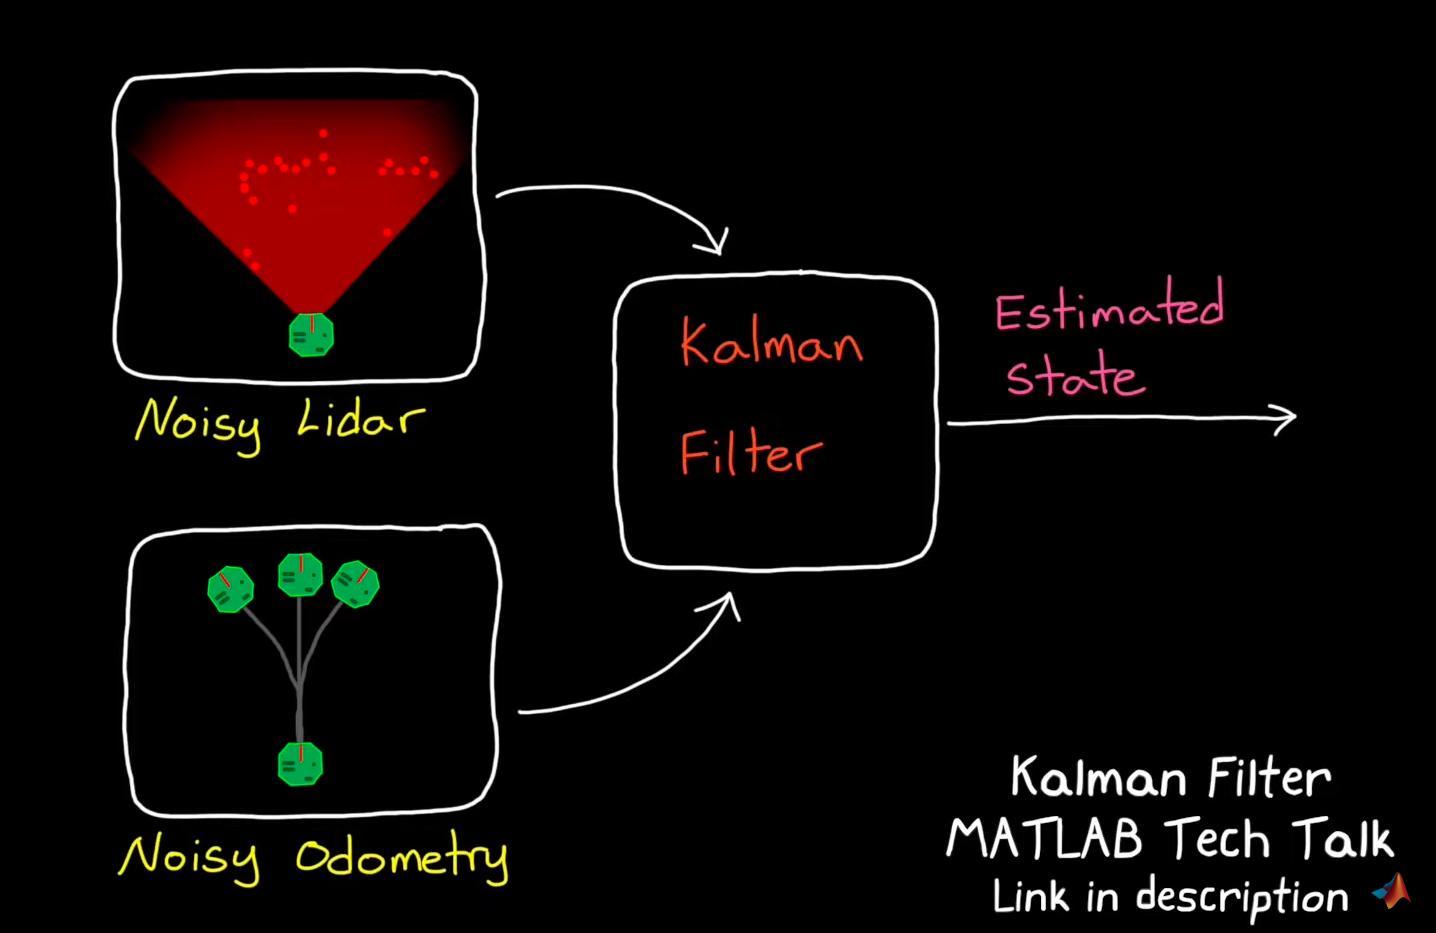 Noisy Lidar
Kalman
Filter
Estimated
State
Noisy Odometry
Kalman Filter
MATLAB Tech Talk
Link in description